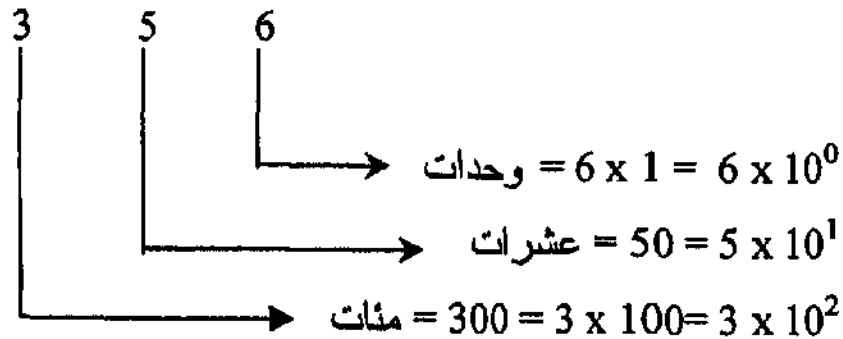 3 5 6
وحدات = 6 x 1 = 6 x 10⁰
عشرات = 50 = 5 x 10¹
مئات = 300 = 3 x 100= 3 x 10²